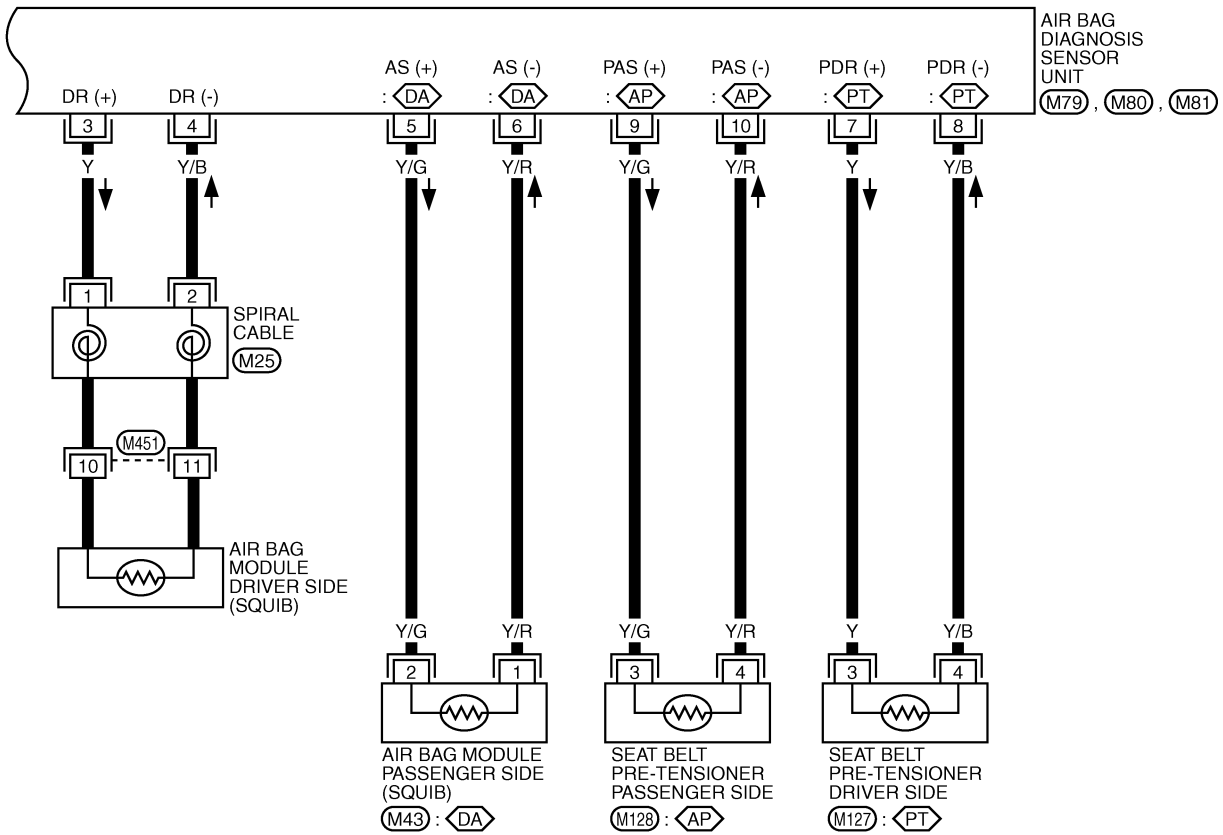 AIR BAG
DIAGNOSIS
SENSOR
UNIT
M79 , M80 , M81
AS (+) AS (-) PAS (+) PAS (-) PDR (+) PDR (-)
DR (+) DR (-) : DA : DA : AP : AP : PT : PT
3 4 5 6 9 10 7 8
Y Y/B Y/G Y/R Y/G Y/R Y Y/B
1 2
SPIRAL
CABLE
M25
M451
10 11
AIR BAG
MODULE
DRIVER SIDE
(SQUIB)
Y/G Y/R Y/G Y/R Y Y/B
2 1 3 4 3 4
AIR BAG MODULE
PASSENGER SIDE
(SQUIB)
M43 : DA
SEAT BELT
PRE-TENSIONER
PASSENGER SIDE
M128 : AP
SEAT BELT
PRE-TENSIONER
DRIVER SIDE
M127 : PT